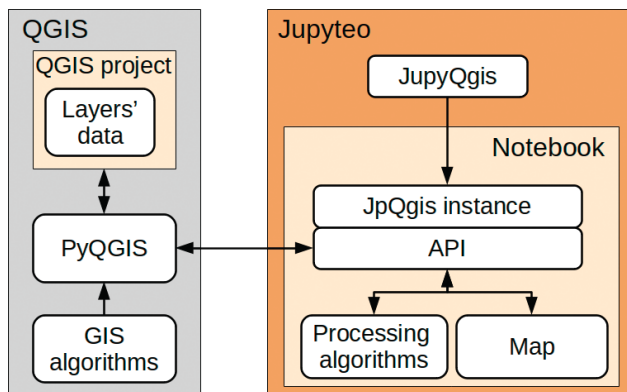 QGIS
QGIS project
Layers'
data
PyQGIS
GIS
algorithms
Jupyteo
JupyQgis
Notebook
JpQgis instance
API
Processing
algorithms
Map